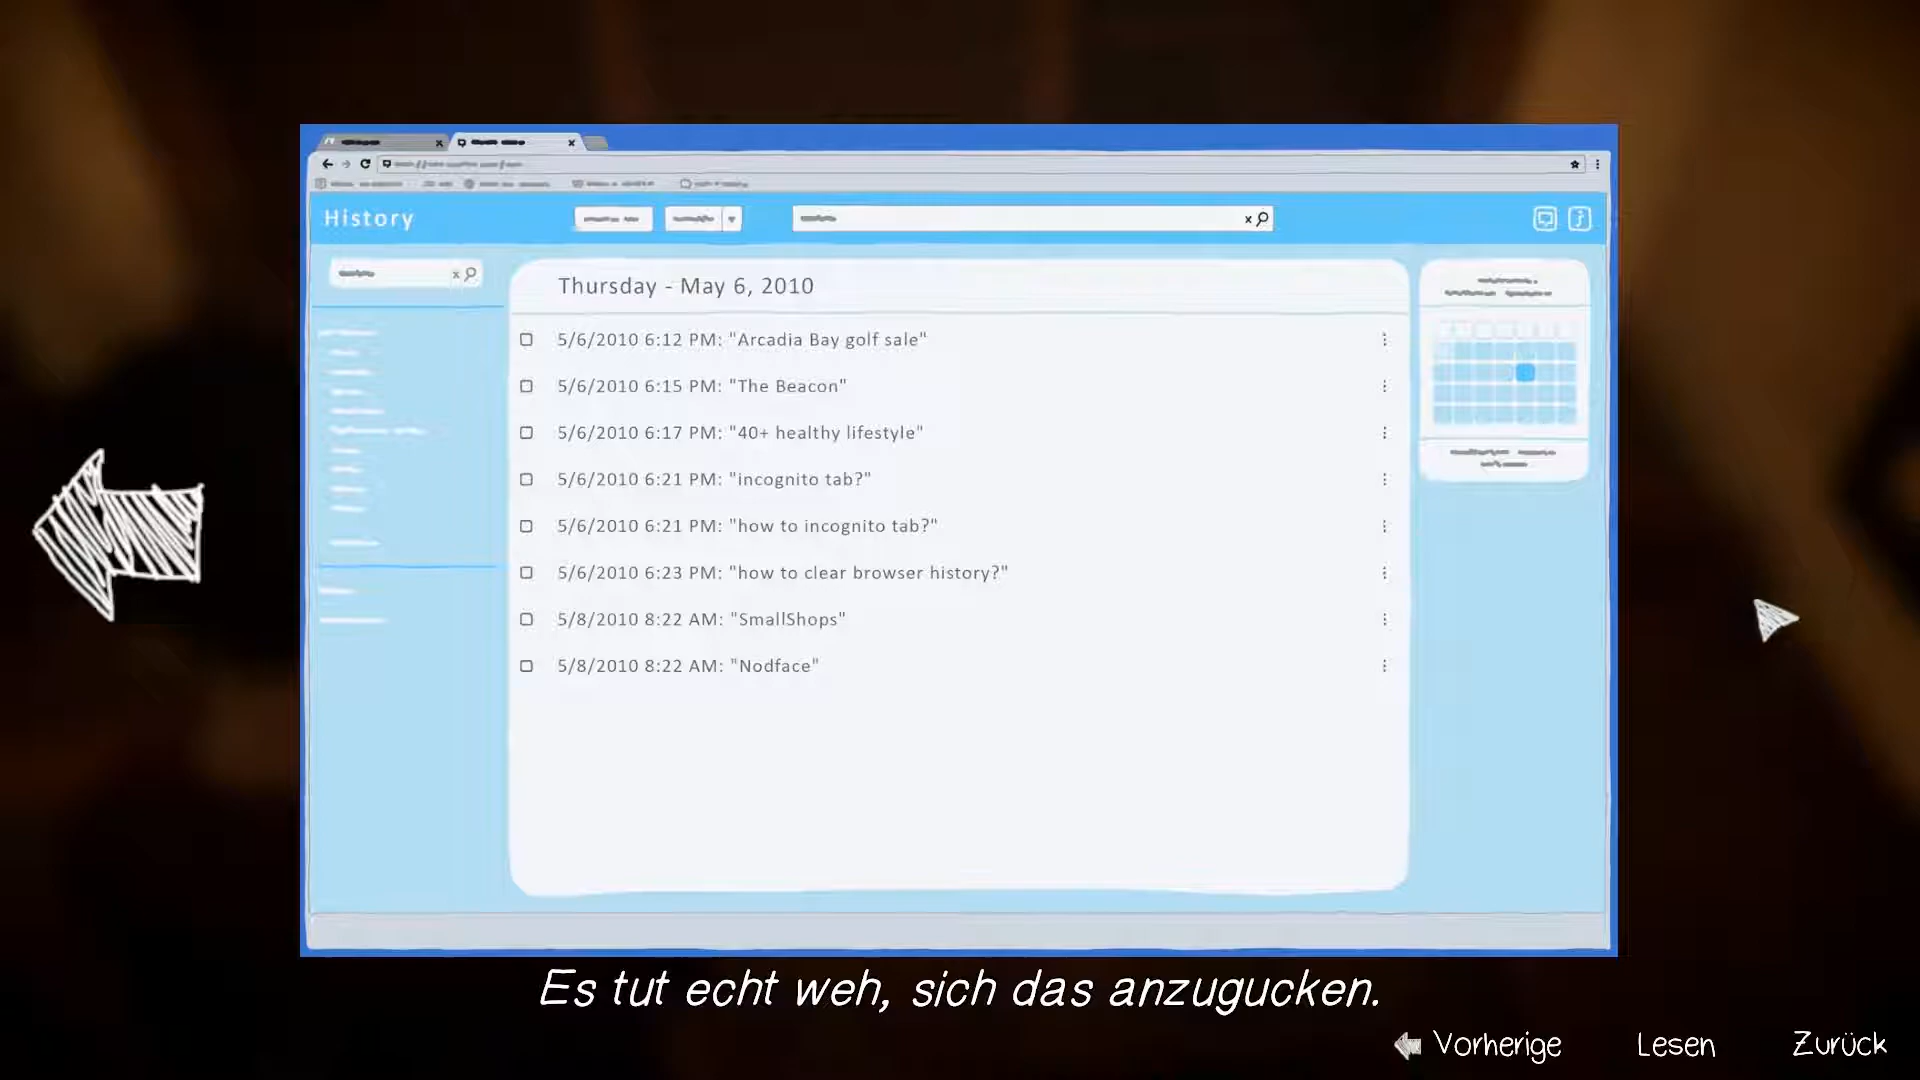 History
Thursday - May 6, 2010
5/6/2010 6:12 PM: "Arcadia Bay golf sale"
5/6/2010 6:15 PM: "The Beacon"
5/6/2010 6:17 PM: "40+ healthy lifestyle"
5/6/2010 6:21 PM: "incognito tab?"
5/6/2010 6:21 PM: "how to incognito tab?"
5/6/2010 6:23 PM: "how to clear browser history?"
5/8/2010 8:22 AM: "SmallShops"
5/8/2010 8:22 AM: "Nodface"
Es tut echt weh, sich das anzugucken.
Vorherige Lesen Zurück